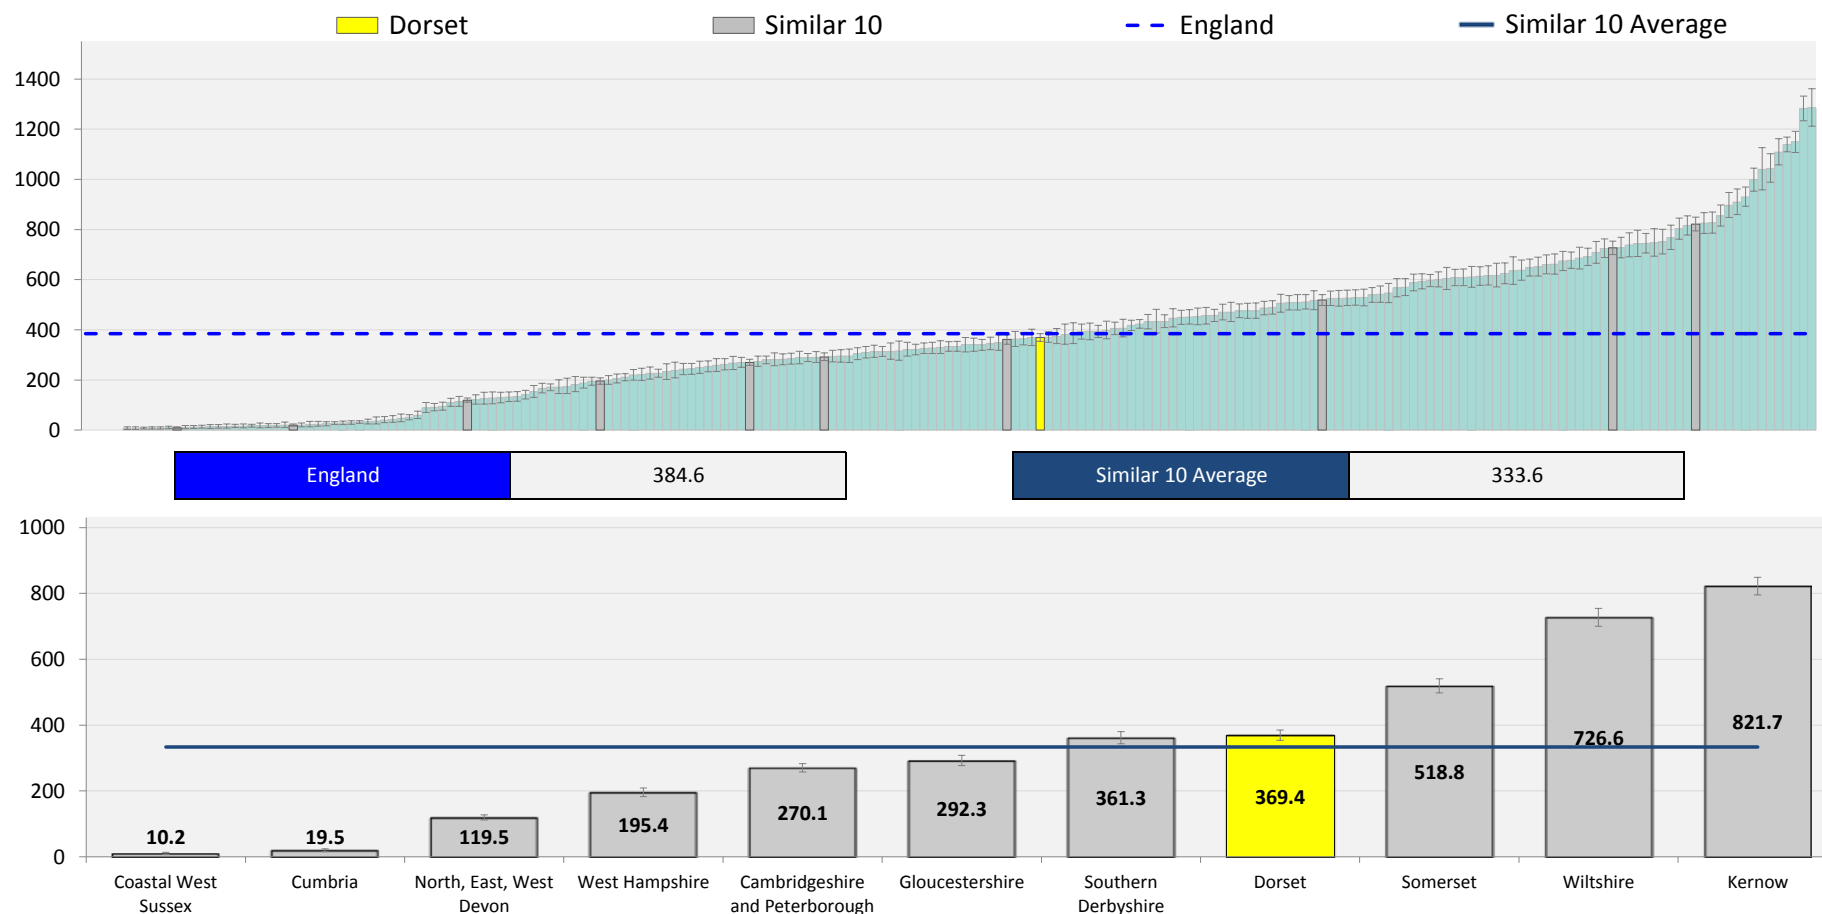 Dorset
Similar 10
England
Similar 10 Average
1400
1200
1000
800
600
400
200
0
England
384.6
Similar 10 Average
333.6
1000
800
600
400
200
0
10.2
19.5
119.5
195.4
270.1
292.3
361.3
369.4
518.8
726.6
821.7
Coastal West
Sussex
Cumbria
North, East, West
Devon
West Hampshire
Cambridgeshire
and Peterborough
Gloucestershire
Southern
Derbyshire
Dorset
Somerset
Wiltshire
Kernow